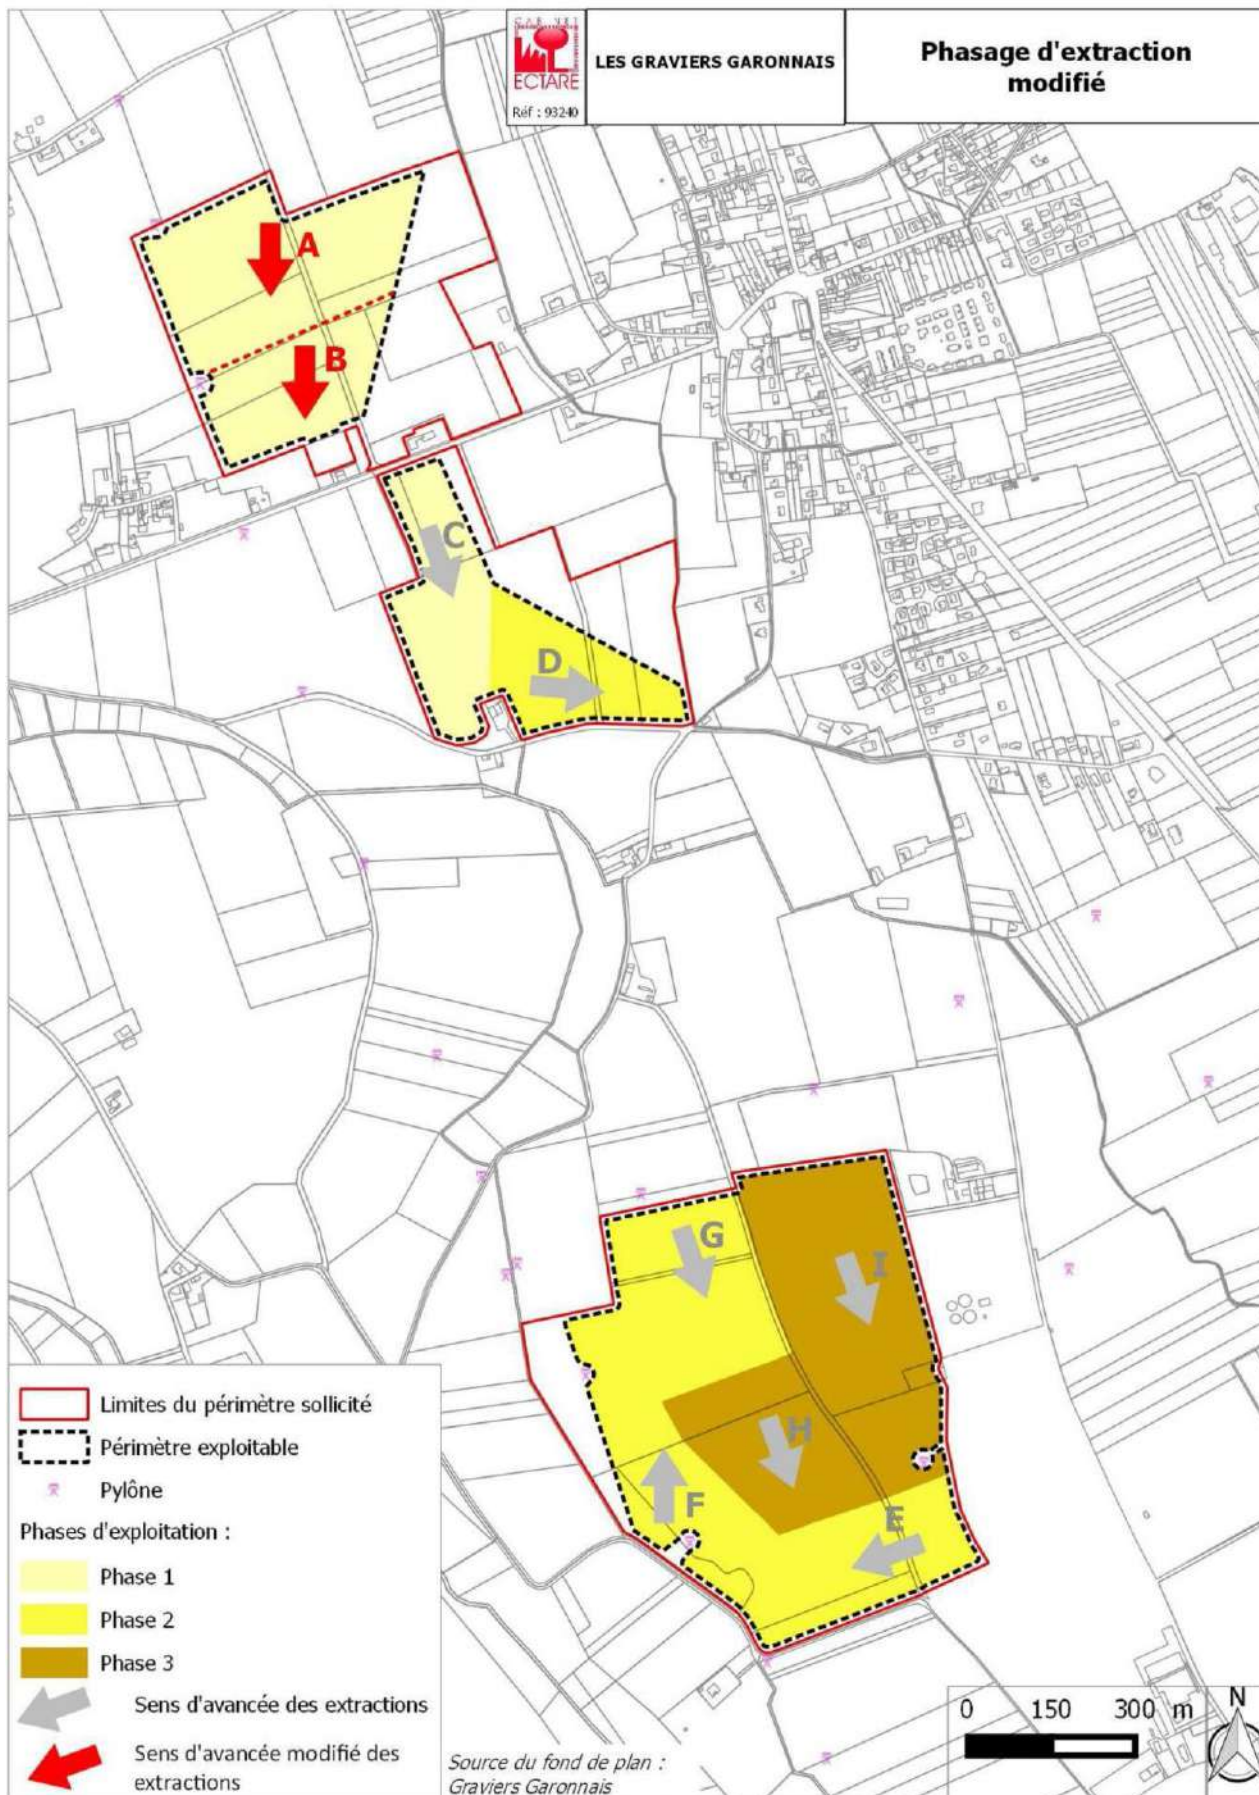 CABINET
ECTARE
Réf : 93240
LES GRAVIERS GARONNAIS
Phasage d'extraction
modifié
A
B
C
D
G
I
H
F
E
Limites du périmètre sollicité
Périmètre exploitable
Pylône
Phases d'exploitation :
Phase 1
Phase 2
Phase 3
Sens d'avancée des extractions
Sens d'avancée modifié des
extractions
Source du fond de plan :
Graviers Garonnais
0 150 300 m
N